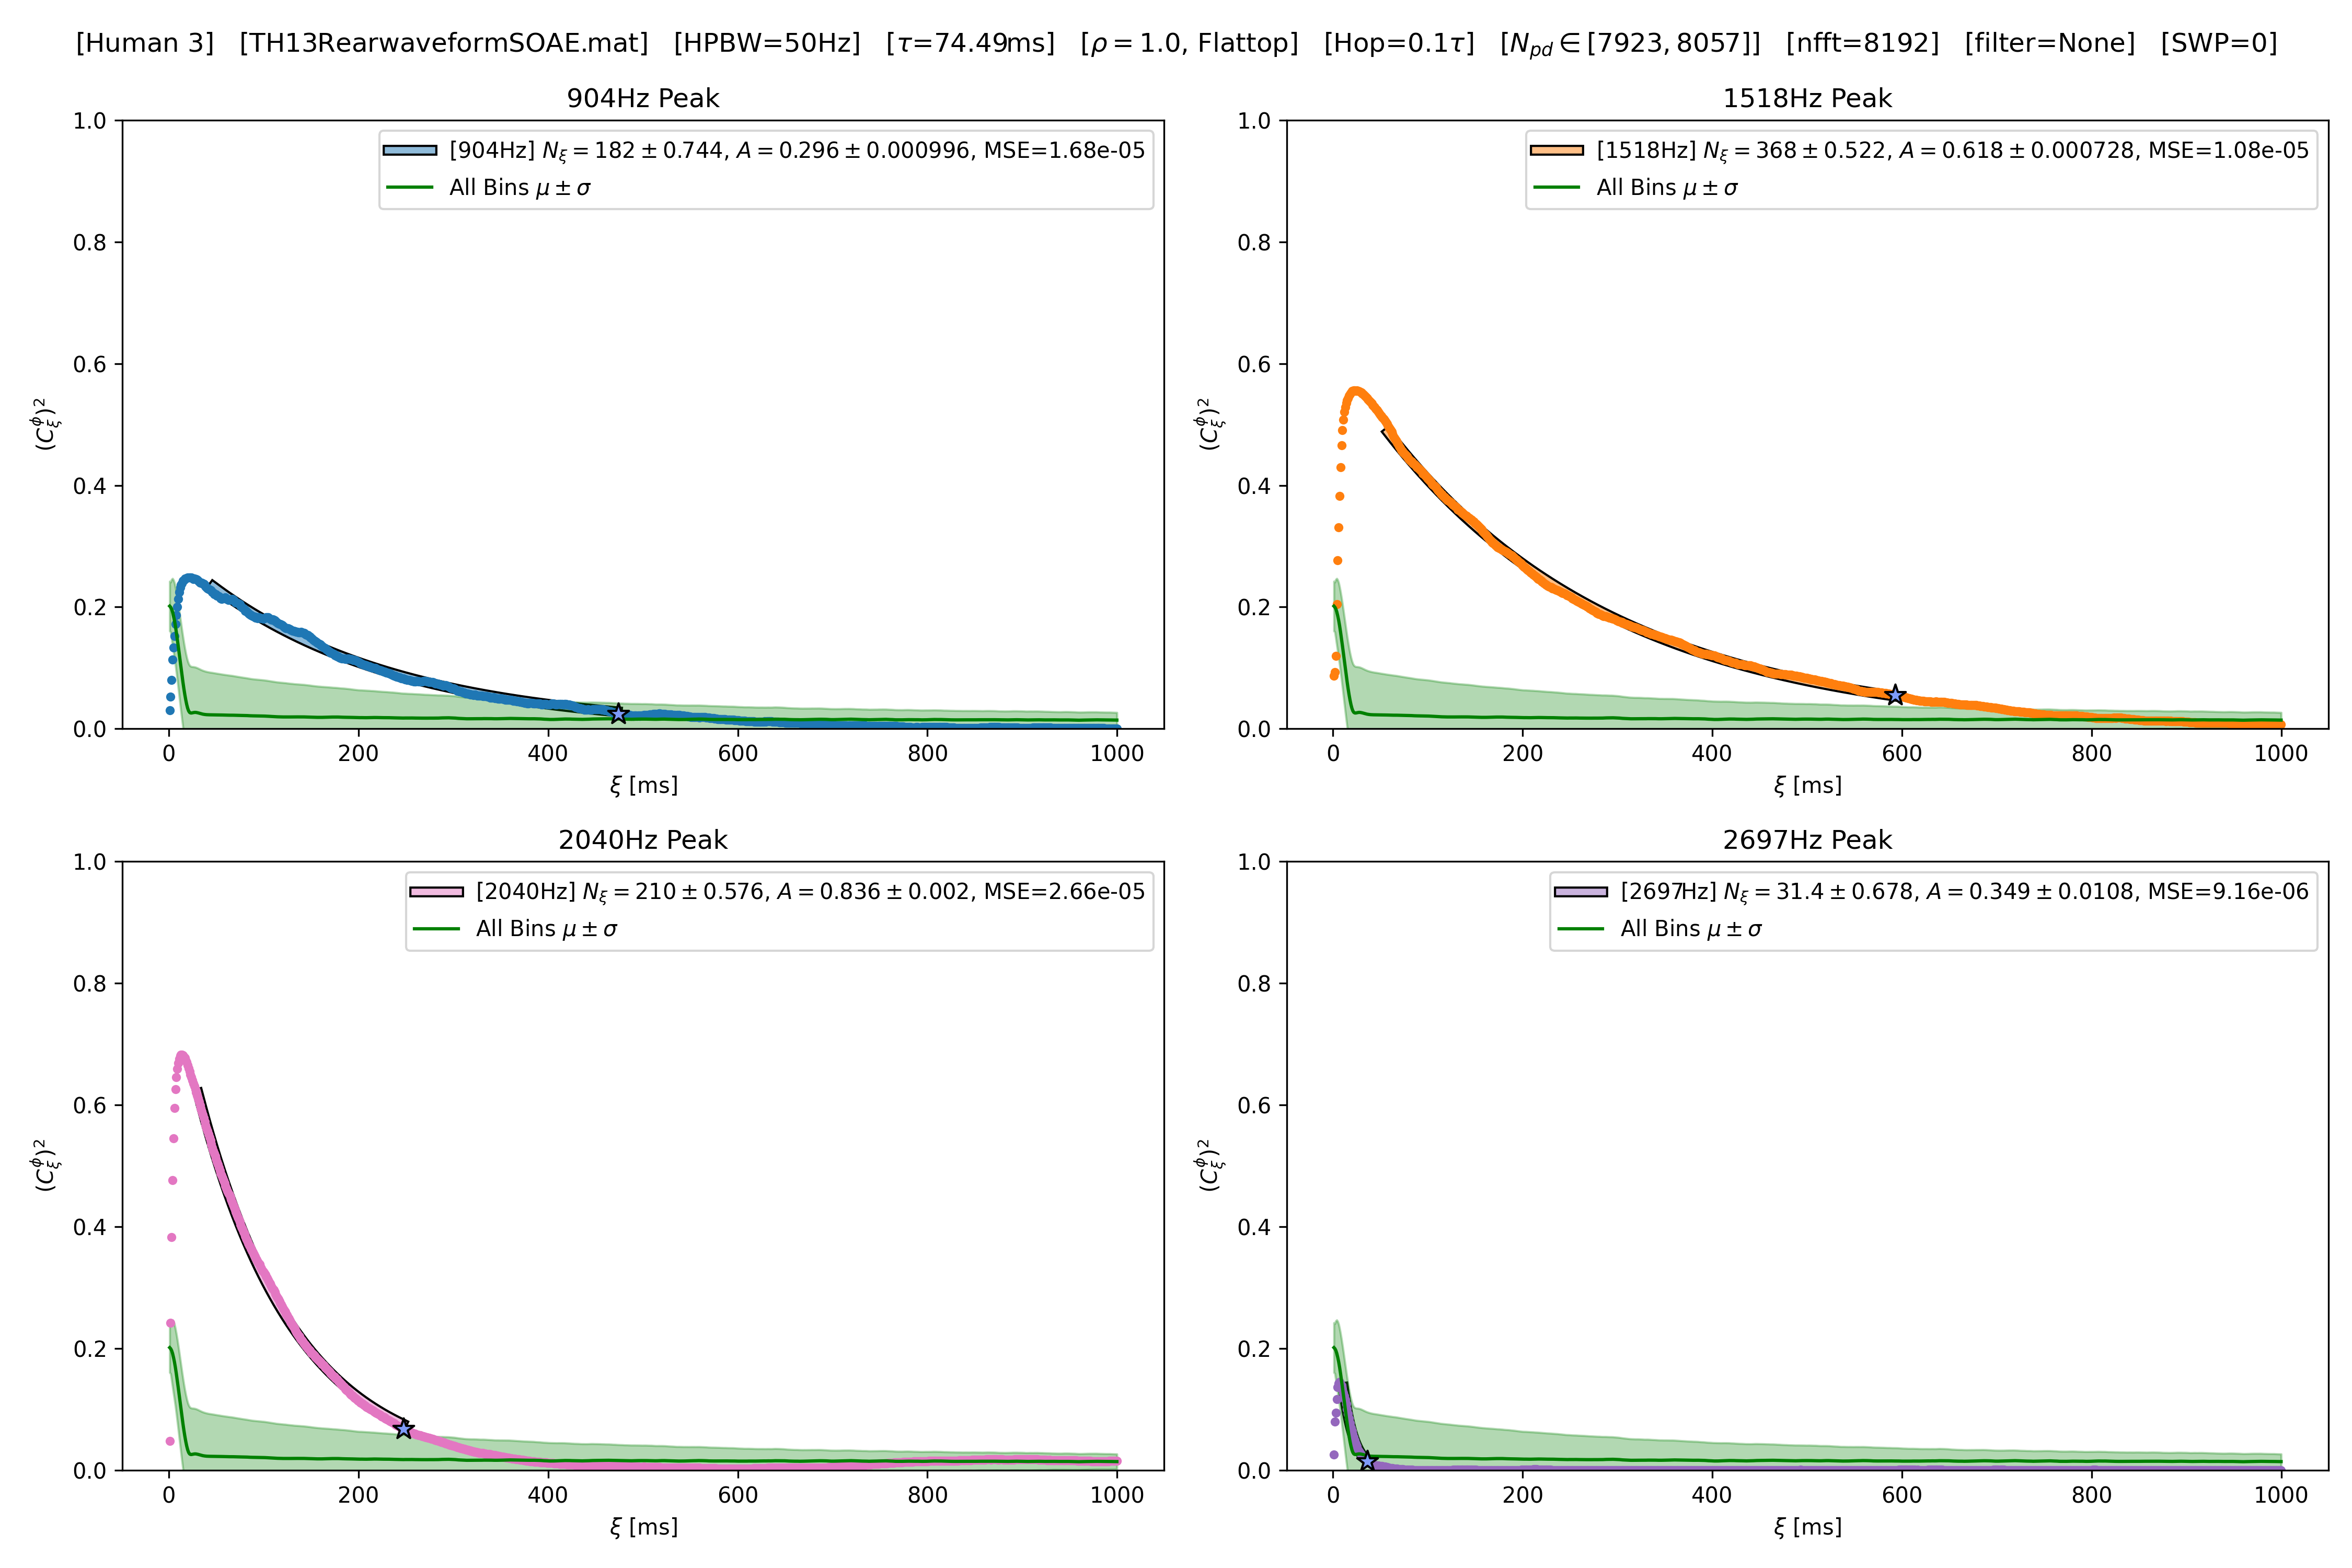 [Human 3] [TH13RearwaveformSOAE.mat] [HPBW=50Hz] [τ=74.49ms] [ρ = 1.0, Flattop] [Hop=0.1τ] [N_pd ∈ [7923, 8057]] [nfft=8192] [filter=None] [SWP=0]
904Hz Peak
[904Hz] N_ξ = 182 ± 0.744, A = 0.296 ± 0.000996, MSE=1.68e-05
All Bins μ ± σ
1.0
0.8
0.6
0.4
0.2
0.0
(C_ξ^ϕ)²
0 200 400 600 800 1000
ξ [ms]
1518Hz Peak
[1518Hz] N_ξ = 368 ± 0.522, A = 0.618 ± 0.000728, MSE=1.08e-05
All Bins μ ± σ
1.0
0.8
0.6
0.4
0.2
0.0
(C_ξ^ϕ)²
0 200 400 600 800 1000
ξ [ms]
2040Hz Peak
[2040Hz] N_ξ = 210 ± 0.576, A = 0.836 ± 0.002, MSE=2.66e-05
All Bins μ ± σ
1.0
0.8
0.6
0.4
0.2
0.0
(C_ξ^ϕ)²
0 200 400 600 800 1000
ξ [ms]
2697Hz Peak
[2697Hz] N_ξ = 31.4 ± 0.678, A = 0.349 ± 0.0108, MSE=9.16e-06
All Bins μ ± σ
1.0
0.8
0.6
0.4
0.2
0.0
(C_ξ^ϕ)²
0 200 400 600 800 1000
ξ [ms]